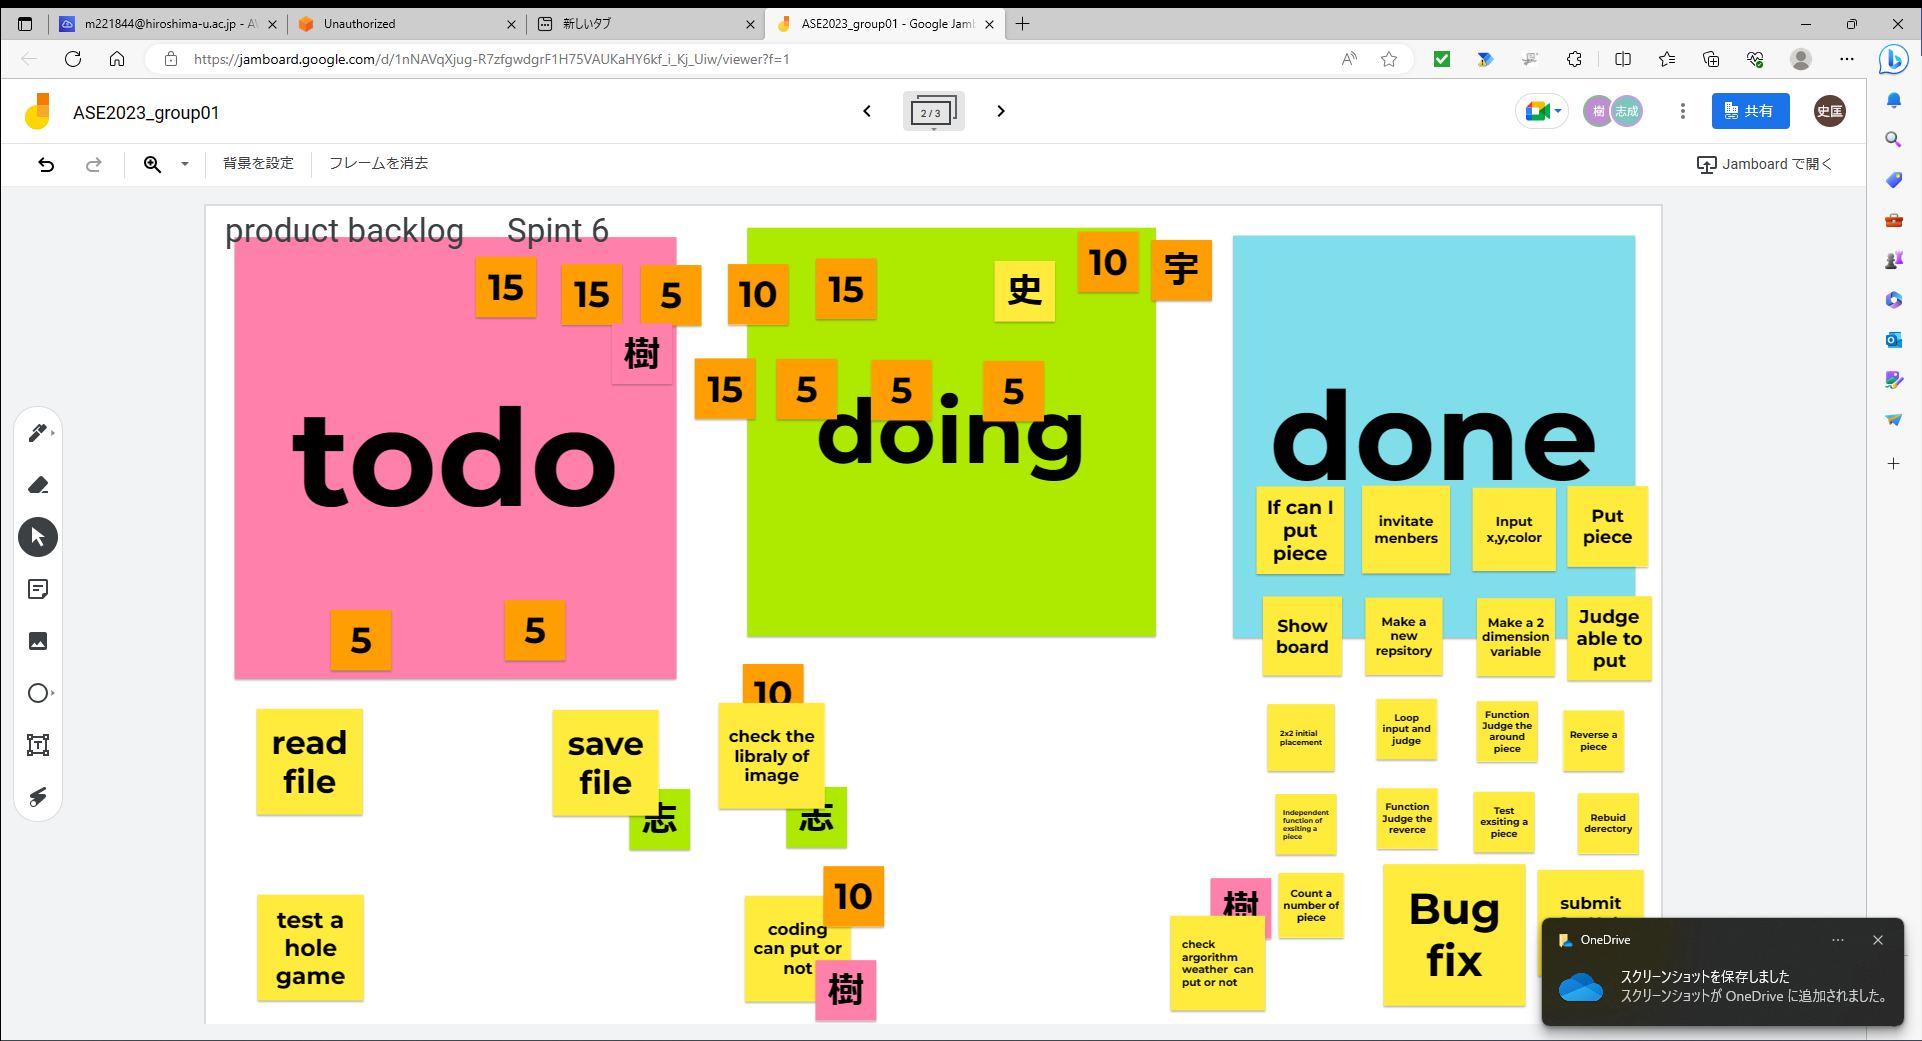 m221844@hiroshima-u.ac.jp - A
Unauthorized
新しいタブ
ASE2023_group01 - Google Jam
https://jamboard.google.com/d/1nNAVqXjug-R7zfgwdgrF1H75VAUKaHY6kf_i_Kj_Uiw/viewer?f=1
ASE2023_group01
2 / 3
樹
志成
共有
史匡
背景を設定
フレームを消去
Jamboard で開く
product backlog Spint 6
15
15
5
10
15
史
10
宇
樹
15
5
5
5
todo
doing
done
5
5
If can I
put
piece
invitate
menbers
Input
x,y,color
Put
piece
Show
board
Make a
new
repsitory
Make a 2
dimension
variable
Judge
able to
put
read
file
save
file
志
10
check the
libraly of
image
志
2x2 initial
placement
Loop
input and
judge
Function
Judge the
around
piece
Reverse a
piece
Independent
function of
exsiting a
piece
Function
Judge the
reverce
Test
exsiting a
piece
Rebuid
derectory
test a
hole
game
10
coding
can put or
not
樹
樹
Count a
number of
piece
check
argorithm
weather can
put or not
Bug
fix
submit
OneDrive
スクリーンショットを保存しました
スクリーンショットが OneDrive に追加されました。